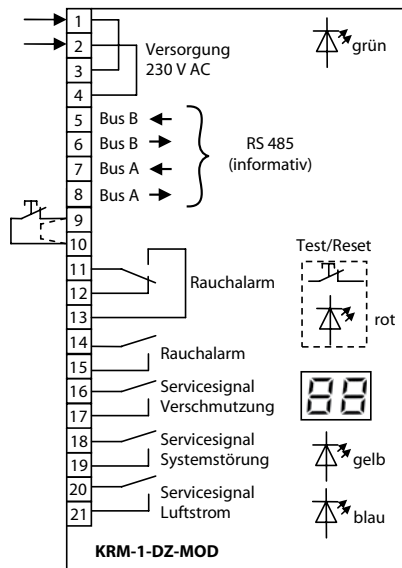 1
2
3
4
Versorgung
230 V AC
grün
5 Bus B
6 Bus B
7 Bus A
8 Bus A
RS 485
(informativ)
9
10
11
12
13
Rauchalarm
Test/Reset
rot
14
15
Rauchalarm
16
17
Servicesignal
Verschmutzung
88
18
19
Servicesignal
Systemstörung
gelb
20
21
Servicesignal
Luftstrom
blau
KRM-1-DZ-MOD